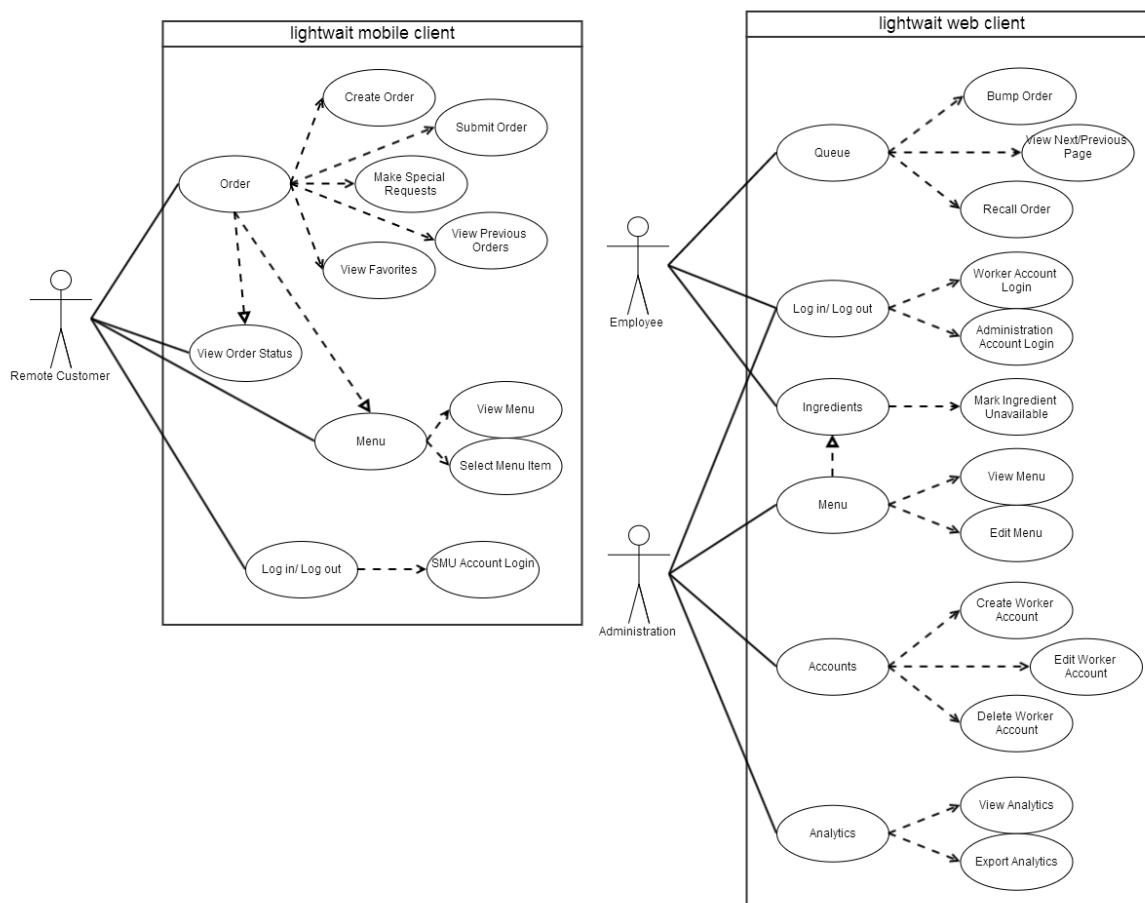 lightwait mobile client
Create Order
Submit Order
Order
Make Special
Requests
View Previous
Orders
View Favorites
Remote Customer
View Order Status
View Menu
Menu
Select Menu Item
Log in/ Log out
SMU Account Login
lightwait web client
Bump Order
Queue
View Next/Previous
Page
Recall Order
Employee
Worker Account
Login
Log in/ Log out
Administration
Account Login
Ingredients
Mark Ingredient
Unavailable
View Menu
Menu
Edit Menu
Administration
Create Worker
Account
Accounts
Edit Worker
Account
Delete Worker
Account
View Analytics
Analytics
Export Analytics